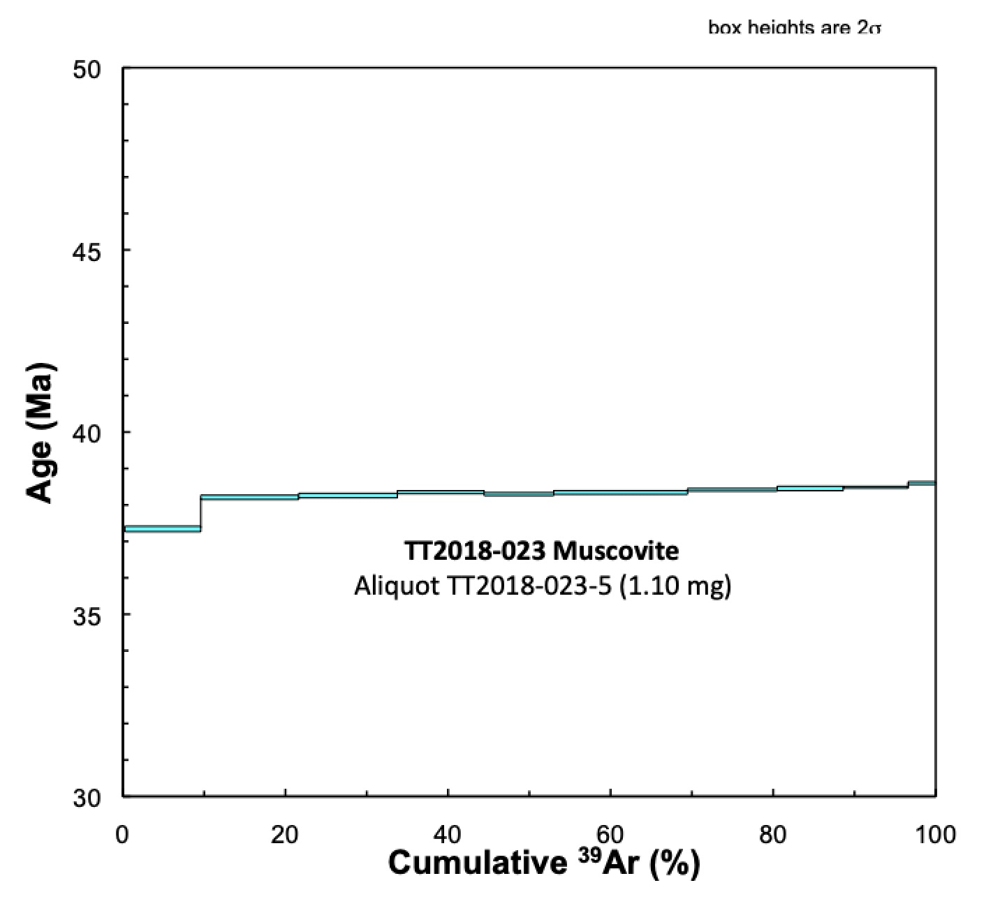 box heights are 2σ
50
45
40
35
30
Age (Ma)
TT2018-023 Muscovite
Aliquot TT2018-023-5 (1.10 mg)
0 20 40 60 80 100
Cumulative ³⁹Ar (%)